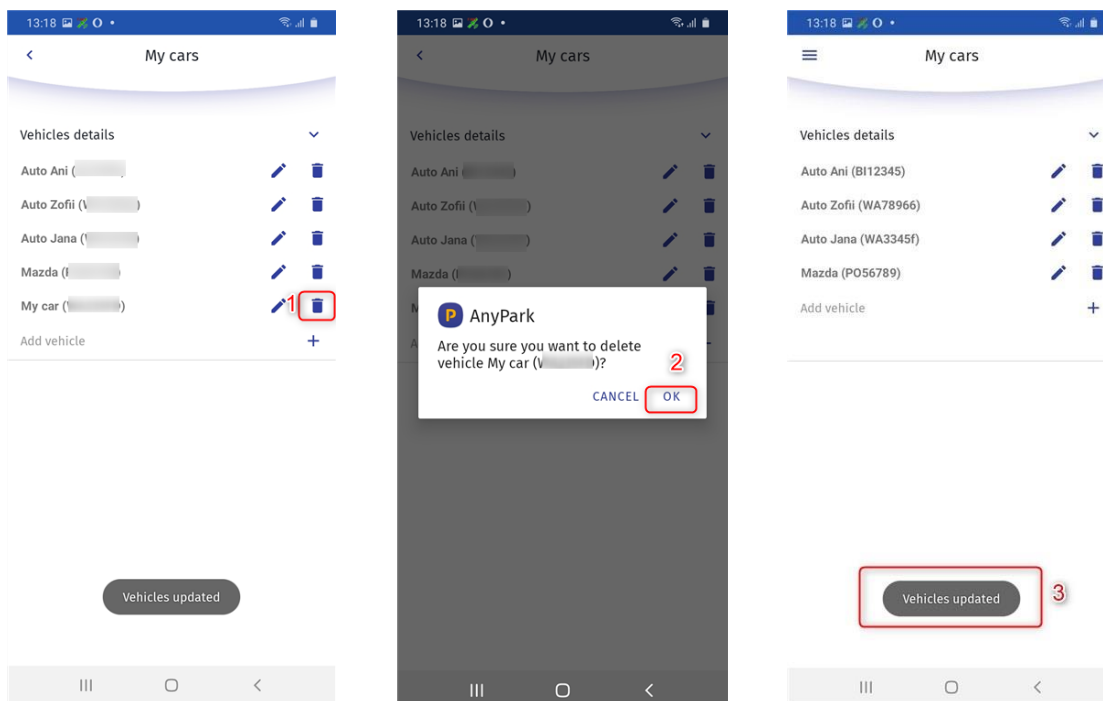 13:18
My cars
Vehicles details
Auto Ani (
Auto Zofii ( )
Auto Jana ( )
Mazda ( )
My car ( )
1
Add vehicle
Vehicles updated
13:18
My cars
Vehicles details
Auto Ani ( )
Auto Zofii ( )
Auto Jana ( )
Mazda ( )
P AnyPark
Are you sure you want to delete
vehicle My car ( )?
2
CANCEL OK
13:18
My cars
Vehicles details
Auto Ani (BI12345)
Auto Zofii (WA78966)
Auto Jana (WA3345f)
Mazda (PO56789)
Add vehicle
Vehicles updated
3